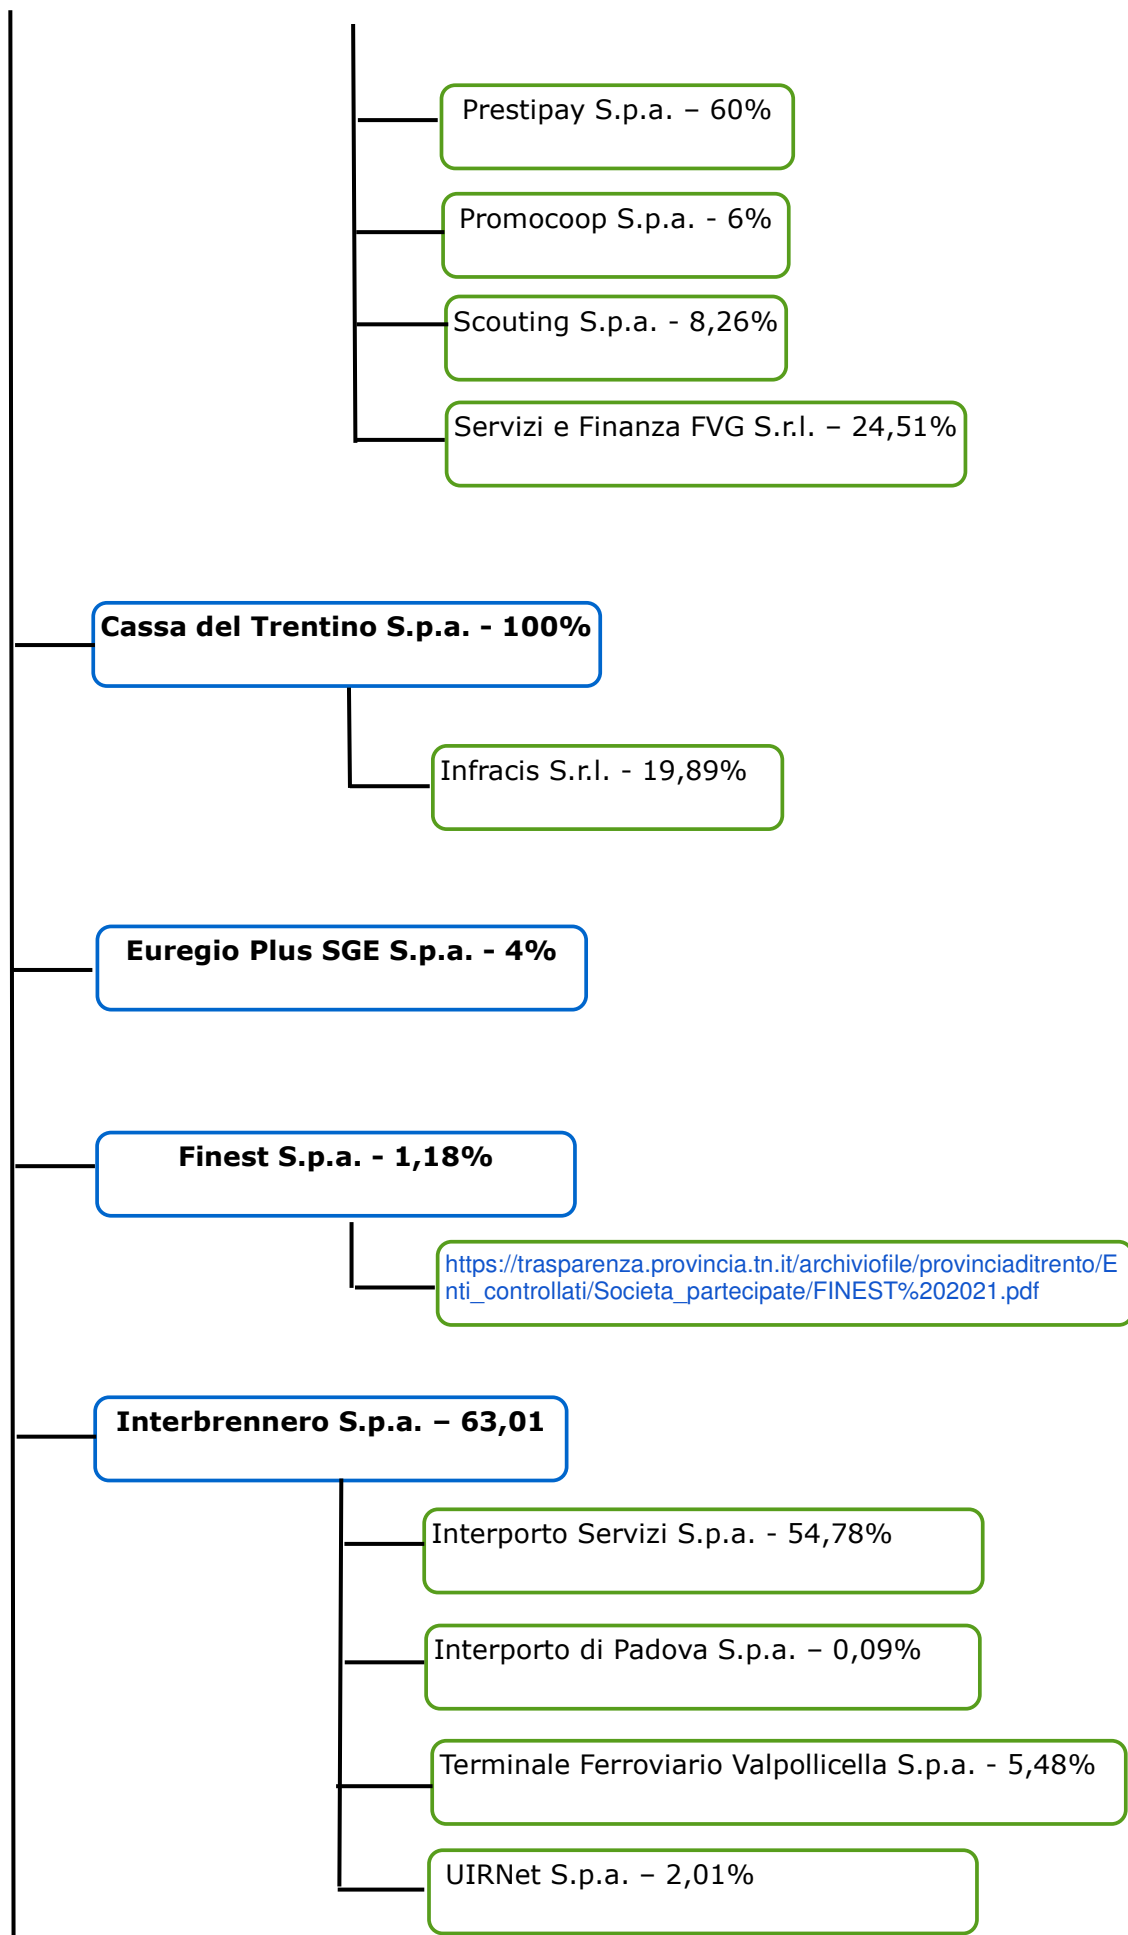 Prestipay S.p.a. – 60%
Promocoop S.p.a. - 6%
Scouting S.p.a. - 8,26%
Servizi e Finanza FVG S.r.l. – 24,51%
Cassa del Trentino S.p.a. - 100%
Infracis S.r.l. - 19,89%
Euregio Plus SGE S.p.a. - 4%
Finest S.p.a. - 1,18%
https://trasparenza.provincia.tn.it/archiviofile/provinciaditrento/E
nti_controllati/Societa_partecipate/FINEST%202021.pdf
Interbrennero S.p.a. – 63,01
Interporto Servizi S.p.a. - 54,78%
Interporto di Padova S.p.a. – 0,09%
Terminale Ferroviario Valpollicella S.p.a. - 5,48%
UIRNet S.p.a. – 2,01%